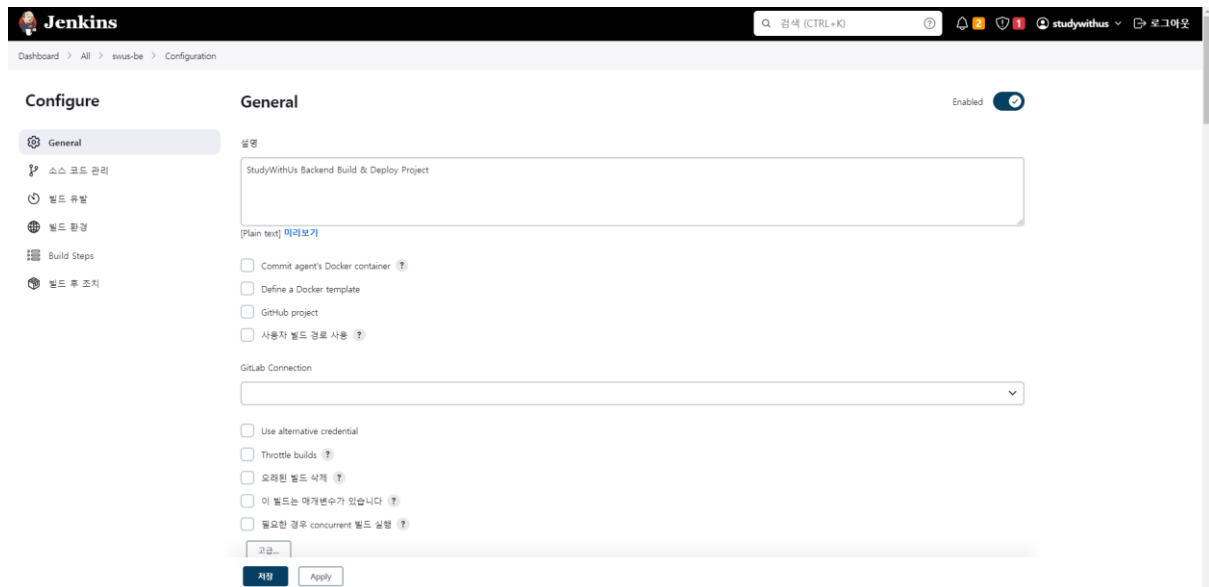 Jenkins
검색 (CTRL+K)
2
1
studywithus
로그아웃
Dashboard > All > swus-be > Configuration
Configure
General
소스 코드 관리
빌드 유발
빌드 환경
Build Steps
빌드 후 조치
General
Enabled
설명
StudyWithUs Backend Build & Deploy Project
[Plain text] 미리보기
Commit agent's Docker container ?
Define a Docker template
GitHub project
사용자 빌드 경로 사용 ?
GitLab Connection
Use alternative credential
Throttle builds ?
오래된 빌드 삭제 ?
이 빌드는 매개변수가 있습니다 ?
필요한 경우 concurrent 빌드 실행 ?
고급...
저장
Apply